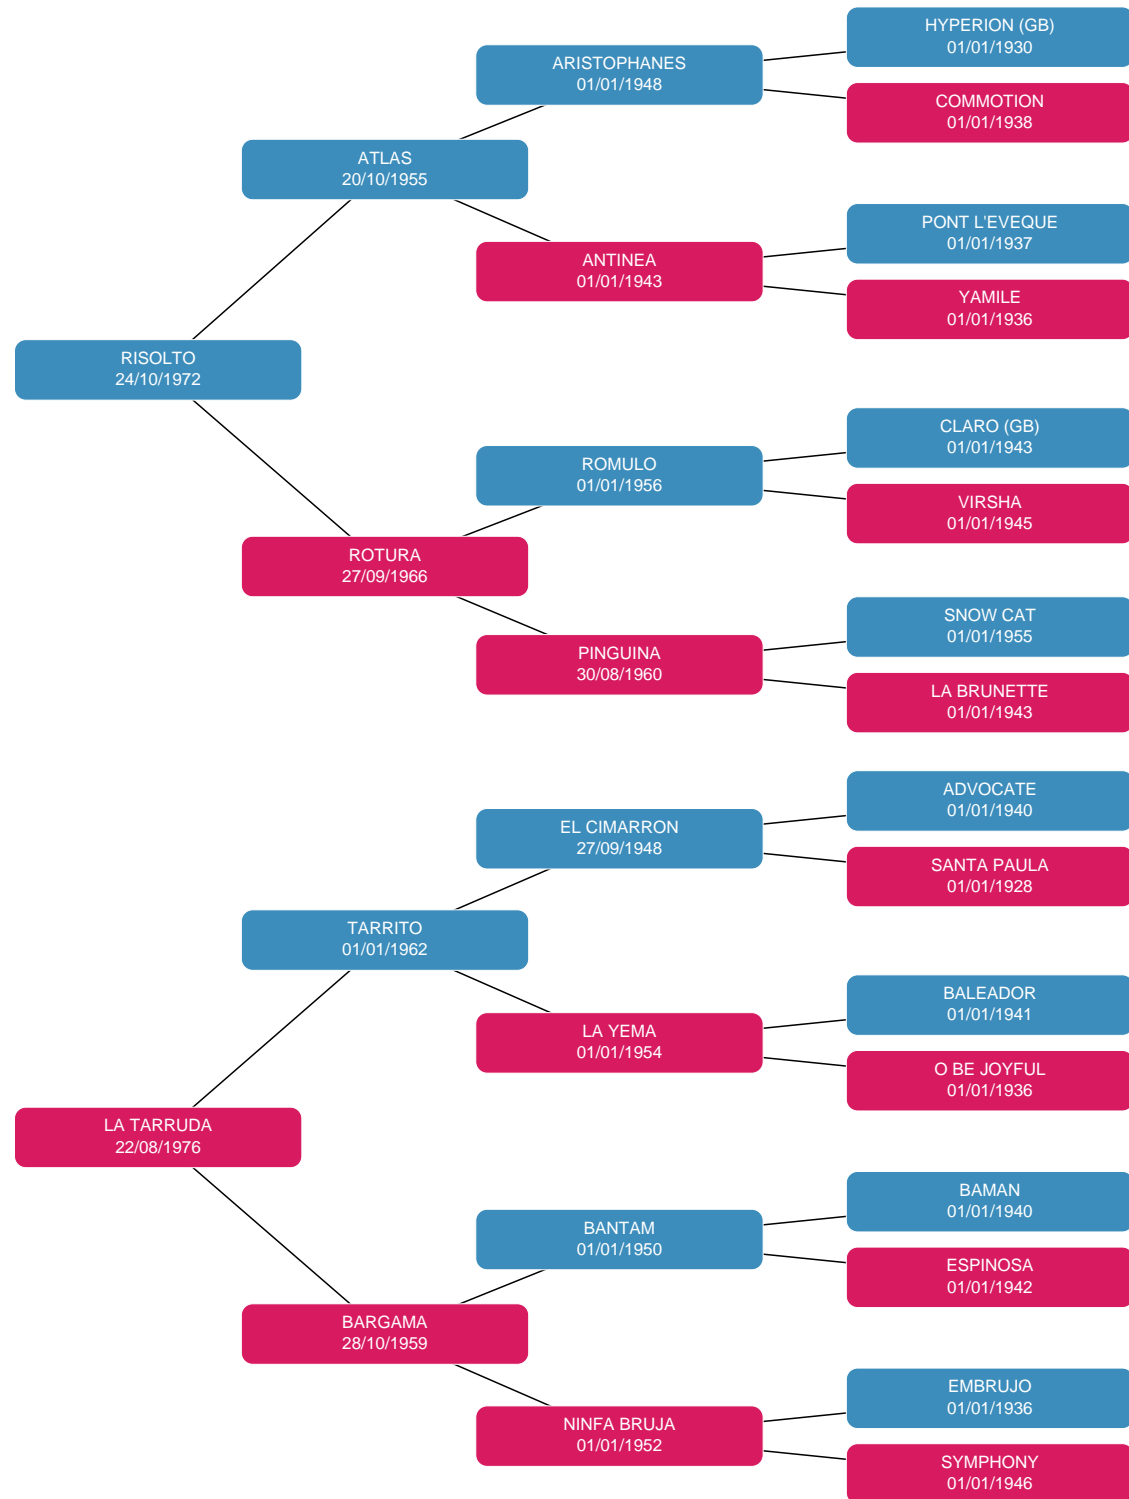 HYPERION (GB)
01/01/1930
ARISTOPHANES
01/01/1948
COMMOTION
01/01/1938
ATLAS
20/10/1955
PONT L'EVEQUE
01/01/1937
ANTINEA
01/01/1943
YAMILE
01/01/1936
RISOLTO
24/10/1972
CLARO (GB)
01/01/1943
ROMULO
01/01/1956
VIRSHA
01/01/1945
ROTURA
27/09/1966
SNOW CAT
01/01/1955
PINGUINA
30/08/1960
LA BRUNETTE
01/01/1943
ADVOCATE
01/01/1940
EL CIMARRON
27/09/1948
SANTA PAULA
01/01/1928
TARRITO
01/01/1962
BALEADOR
01/01/1941
LA YEMA
01/01/1954
O BE JOYFUL
01/01/1936
LA TARRUDA
22/08/1976
BAMAN
01/01/1940
BANTAM
01/01/1950
ESPINOSA
01/01/1942
BARGAMA
28/10/1959
EMBRUJO
01/01/1936
NINFA BRUJA
01/01/1952
SYMPHONY
01/01/1946